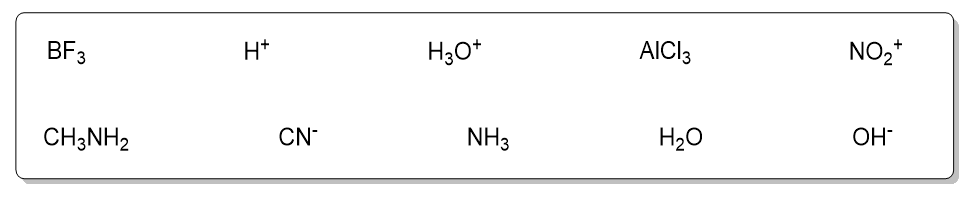 BF₃ H⁺ H₃O⁺ AlCl₃ NO₂⁺
CH₃NH₂ CN⁻ NH₃ H₂O OH⁻